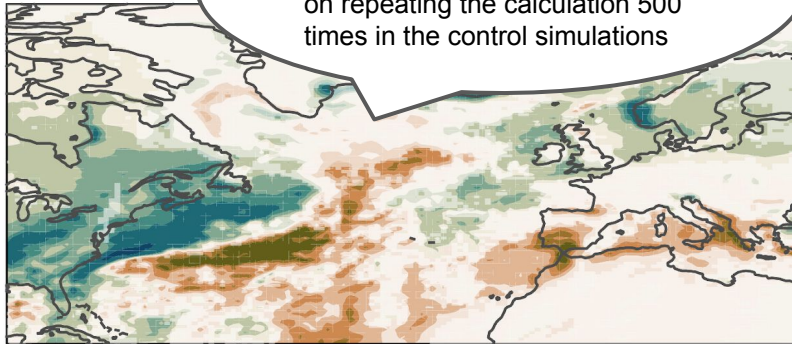 on repeating the calculation 500
times in the control simulations